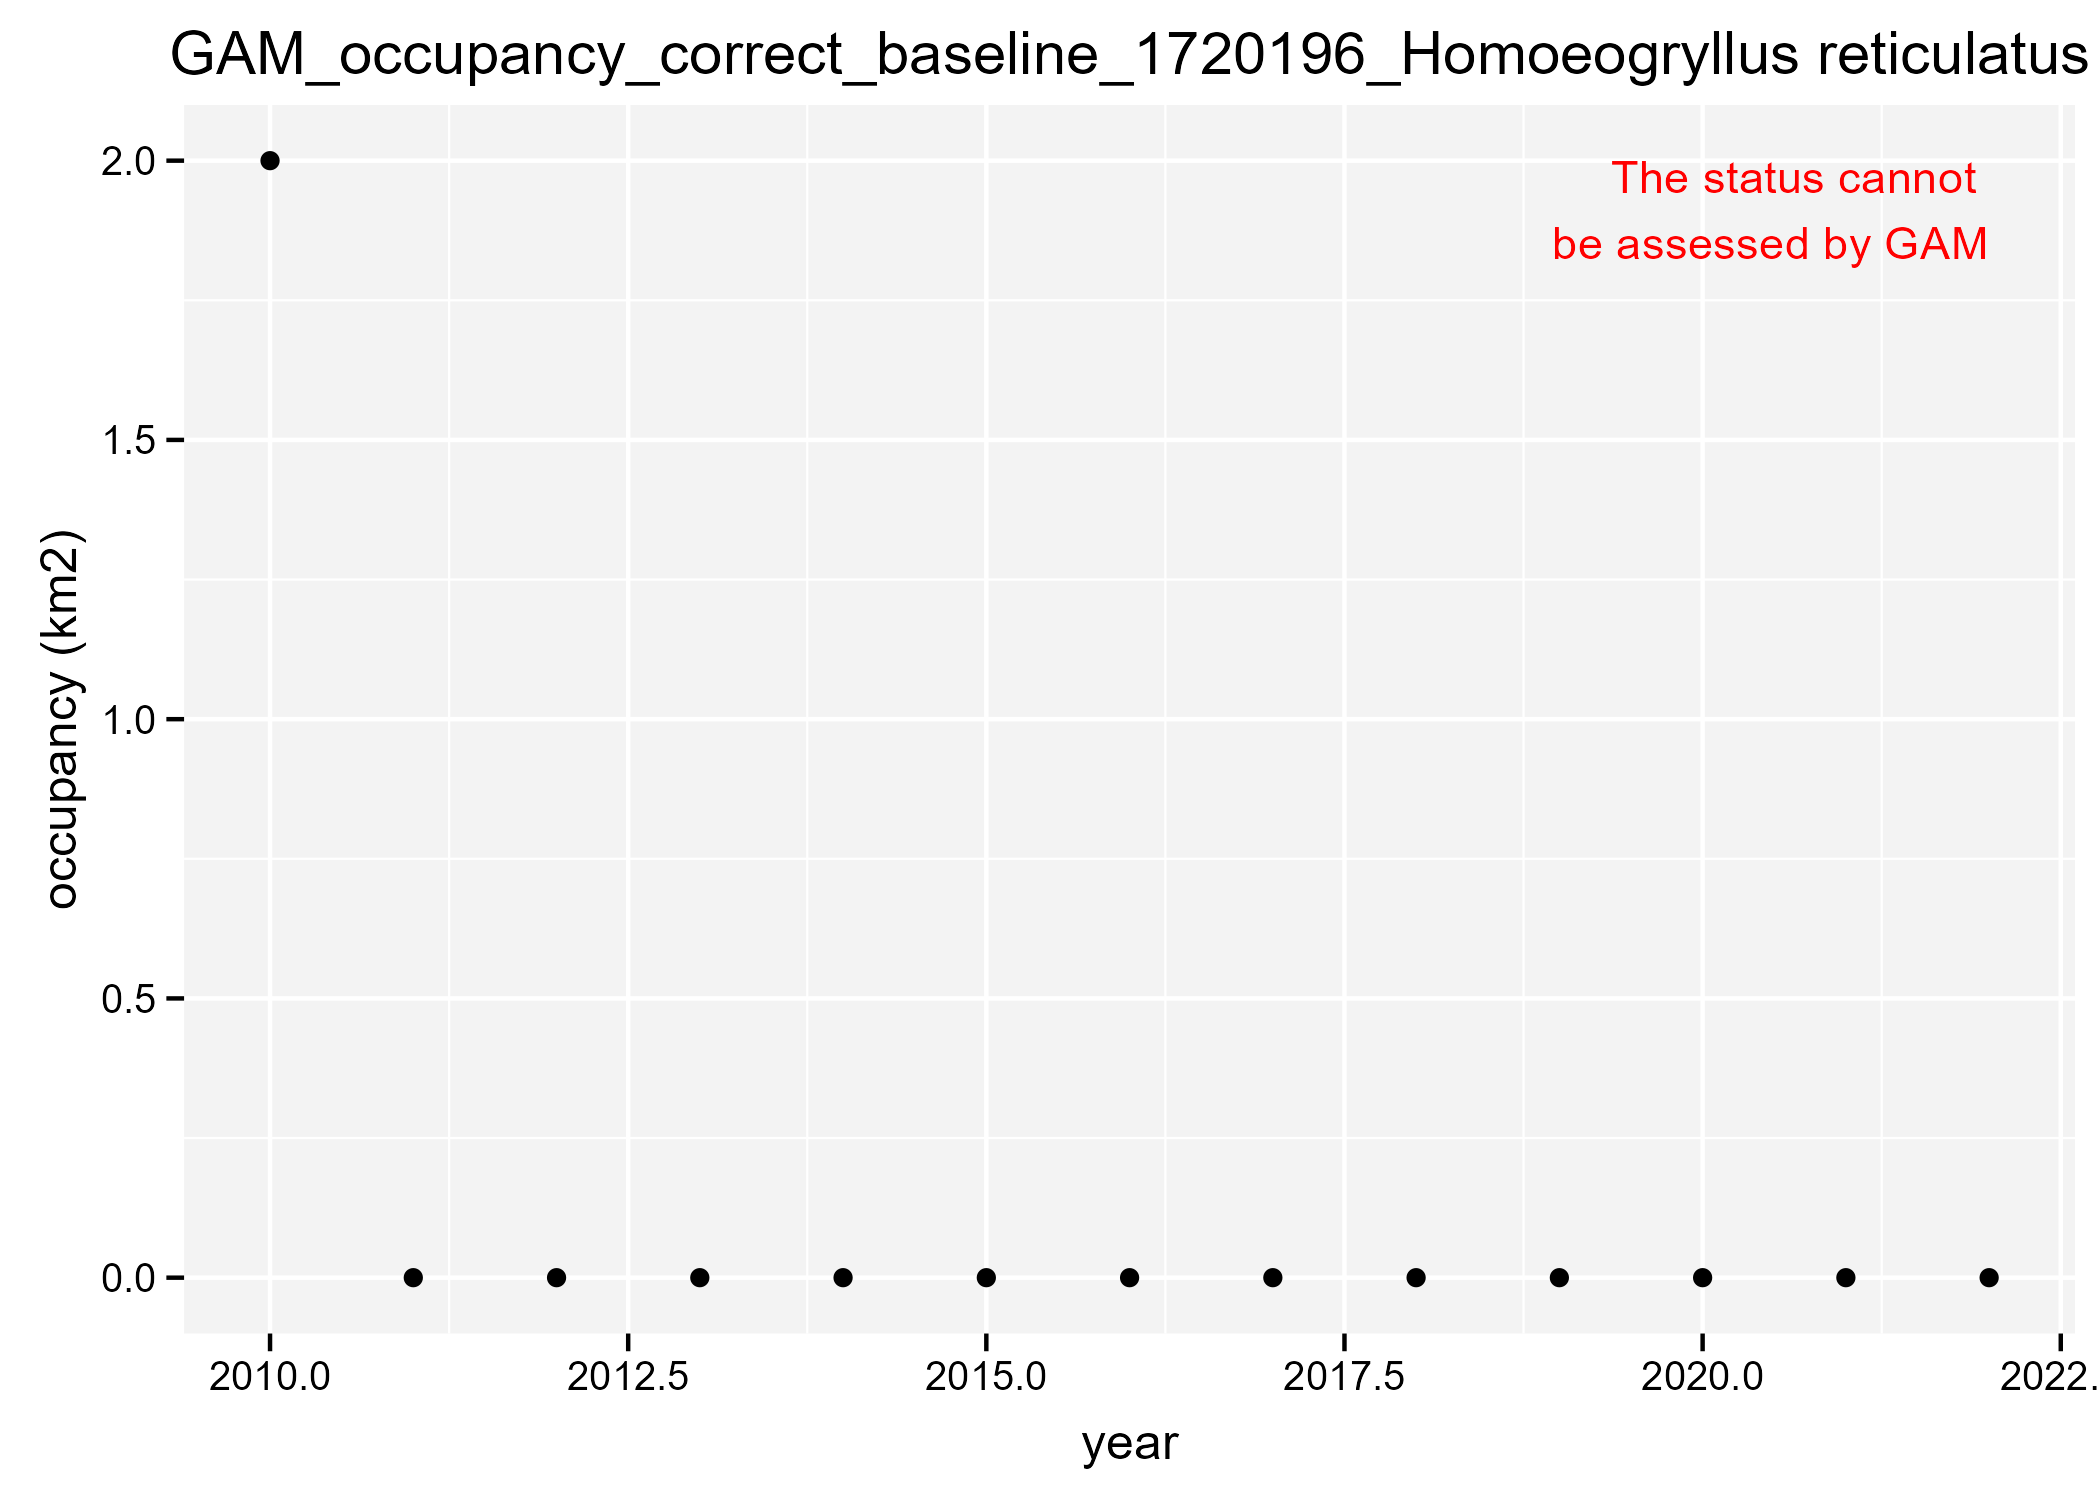 GAM_occupancy_correct_baseline_1720196_Homoeogryllus reticulatus
The status cannot
be assessed by GAM
2.0
1.5
1.0
0.5
0.0
occupancy (km2)
2010.0 2012.5 2015.0 2017.5 2020.0 2022.
year